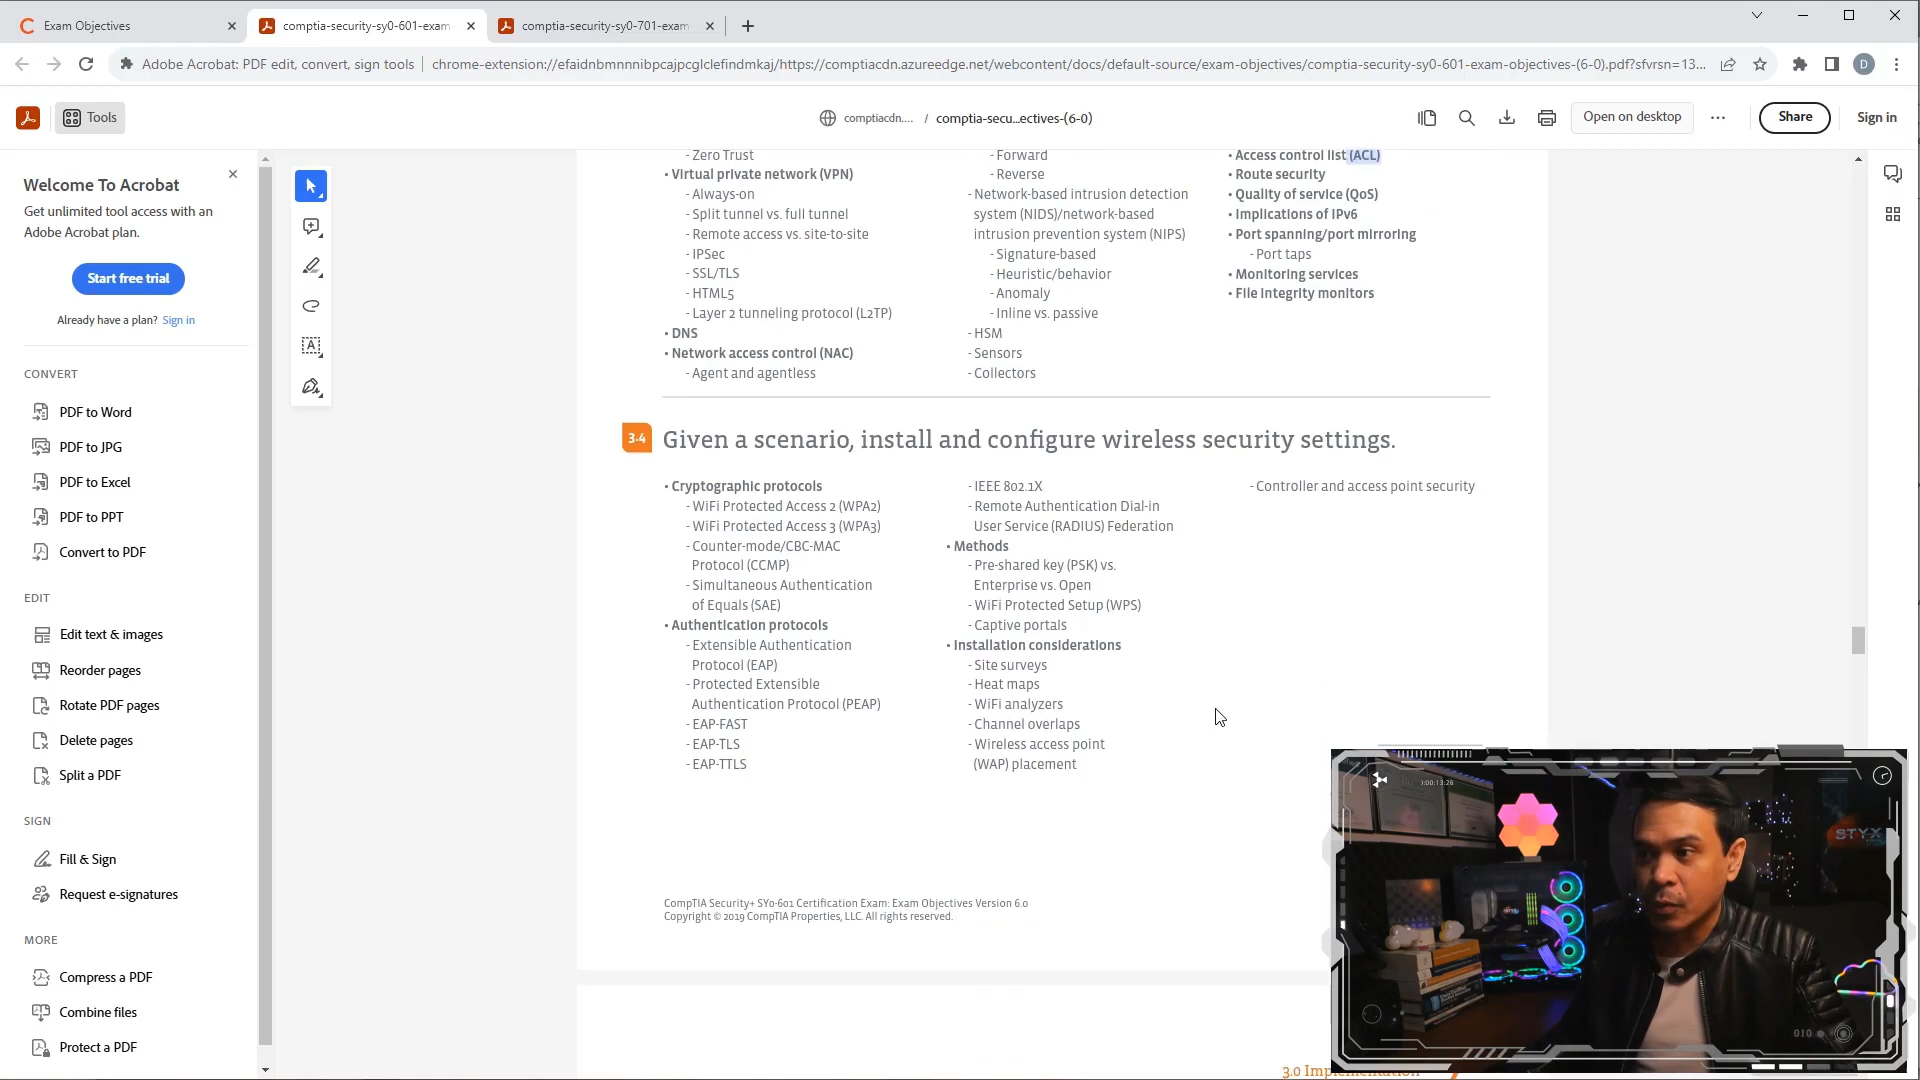 Exam Objectives
comptia-security-sy0-601-exam-
comptia-security-sy0-701-exam
Adobe Acrobat: PDF edit, convert, sign tools
chrome-extension://efaidnbmnnnibpcajpcglclefindmkaj/https://comptiacdn.azureedge.net/webcontent/docs/default-source/exam-objectives/comptia-security-sy0-601-exam-objectives-(6-0).pdf?sfvrsn=13...
D
Tools
comptiacdn.... / comptia-secu...ectives-(6-0)
Open on desktop
Share
Sign in
Welcome To Acrobat
Get unlimited tool access with an
Adobe Acrobat plan.
Start free trial
Already have a plan? Sign in
CONVERT
PDF to Word
PDF to JPG
PDF to Excel
PDF to PPT
Convert to PDF
EDIT
Edit text & images
Reorder pages
Rotate PDF pages
Delete pages
Split a PDF
SIGN
Fill & Sign
Request e-signatures
MORE
Compress a PDF
Combine files
Protect a PDF
- Zero Trust
• Virtual private network (VPN)
- Always-on
- Split tunnel vs. full tunnel
- Remote access vs. site-to-site
- IPSec
- SSL/TLS
- HTML5
- Layer 2 tunneling protocol (L2TP)
• DNS
• Network access control (NAC)
- Agent and agentless
- Forward
- Reverse
- Network-based intrusion detection
system (NIDS)/network-based
intrusion prevention system (NIPS)
- Signature-based
- Heuristic/behavior
- Anomaly
- Inline vs. passive
- HSM
- Sensors
- Collectors
• Access control list (ACL)
• Route security
• Quality of service (QoS)
• Implications of IPv6
• Port spanning/port mirroring
- Port taps
• Monitoring services
• File integrity monitors
3.4 Given a scenario, install and configure wireless security settings.
• Cryptographic protocols
- WiFi Protected Access 2 (WPA2)
- WiFi Protected Access 3 (WPA3)
- Counter-mode/CBC-MAC
Protocol (CCMP)
- Simultaneous Authentication
of Equals (SAE)
• Authentication protocols
- Extensible Authentication
Protocol (EAP)
- Protected Extensible
Authentication Protocol (PEAP)
- EAP-FAST
- EAP-TLS
- EAP-TTLS
- IEEE 802.1X
- Remote Authentication Dial-in
User Service (RADIUS) Federation
• Methods
- Pre-shared key (PSK) vs.
Enterprise vs. Open
- WiFi Protected Setup (WPS)
- Captive portals
• Installation considerations
- Site surveys
- Heat maps
- WiFi analyzers
- Channel overlaps
- Wireless access point
(WAP) placement
- Controller and access point security
CompTIA Security+ SY0-601 Certification Exam: Exam Objectives Version 6.0
Copyright © 2019 CompTIA Properties, LLC. All rights reserved.
:00:13:26
STYX
010
3.0 Implementation